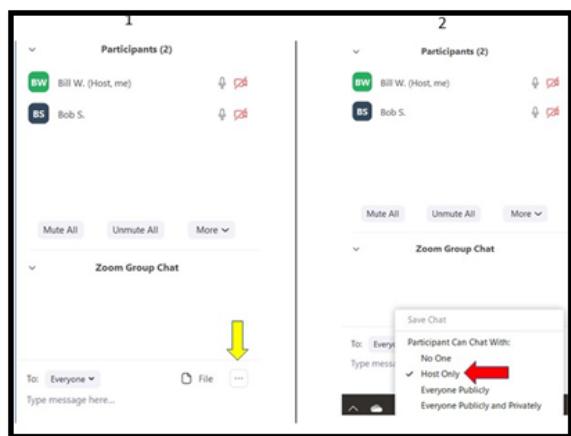 1
Participants (2)
BW Bill W. (Host, me)
BS Bob S.
Mute All Unmute All More
Zoom Group Chat
To: Everyone File ...
Type message here...
2
Participants (2)
BW Bill W. (Host, me)
BS Bob S.
Mute All Unmute All More
Zoom Group Chat
Save Chat
To: Every Participant Can Chat With:
Type messa No One
Host Only
Everyone Publicly
Everyone Publicly and Privately